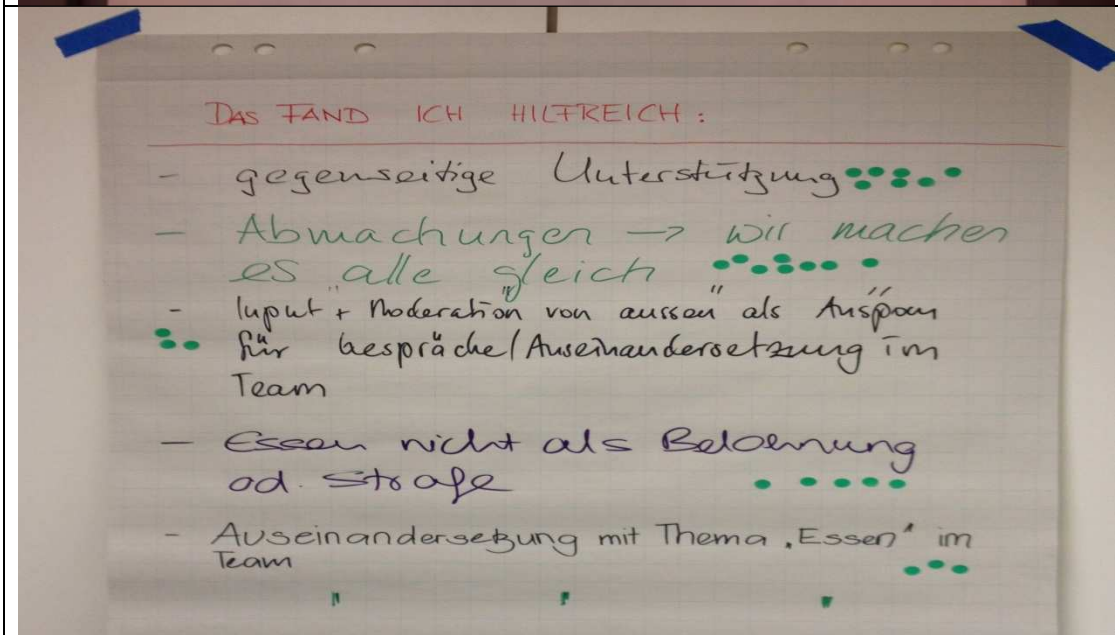 DAS FAND ICH HILFREICH:
- gegenseitige Unterstützung
- Abmachungen → wir machen
es alle "gleich"
- Input + Moderation "von aussen" als Ansporn
für Gespräche/Auseinandersetzung im
Team
- Essen nicht als Belohnung
od. Strafe
- Auseinandersetzung mit Thema „Essen" im
Team